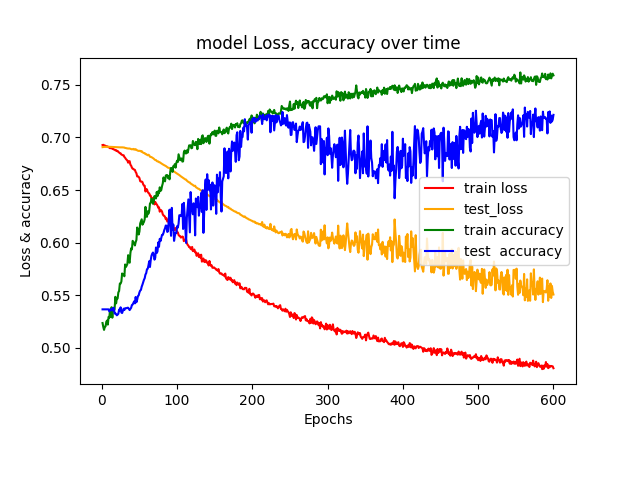 model Loss, accuracy over time
Loss & accuracy
0.75
0.70
0.65
0.60
0.55
0.50
train loss
test_loss
train accuracy
test  accuracy
0 100 200 300 400 500 600
Epochs